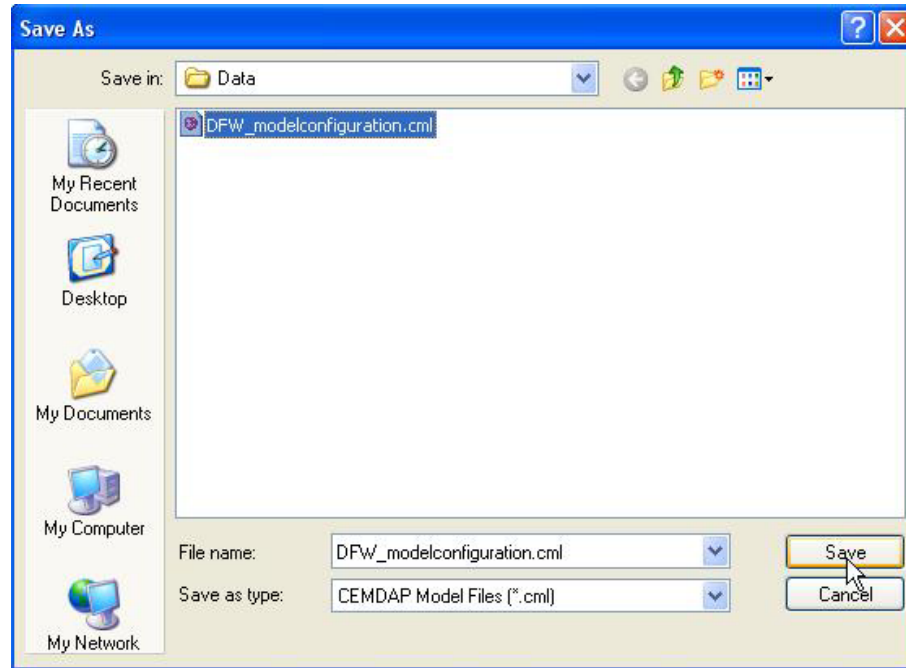 Save As
Save in: Data
DFW_modelconfiguration.cml
My Recent
Documents
Desktop
My Documents
My Computer
My Network
File name: DFW_modelconfiguration.cml Save
Save as type: CEMDAP Model Files (*.cml) Cancel